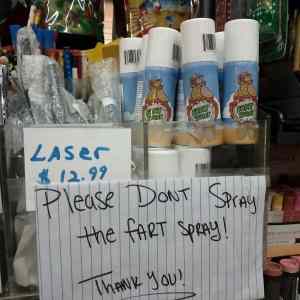 LASER
$12.99
Please DONT SPRAY
the FART SPRAY!
THANK YOU!